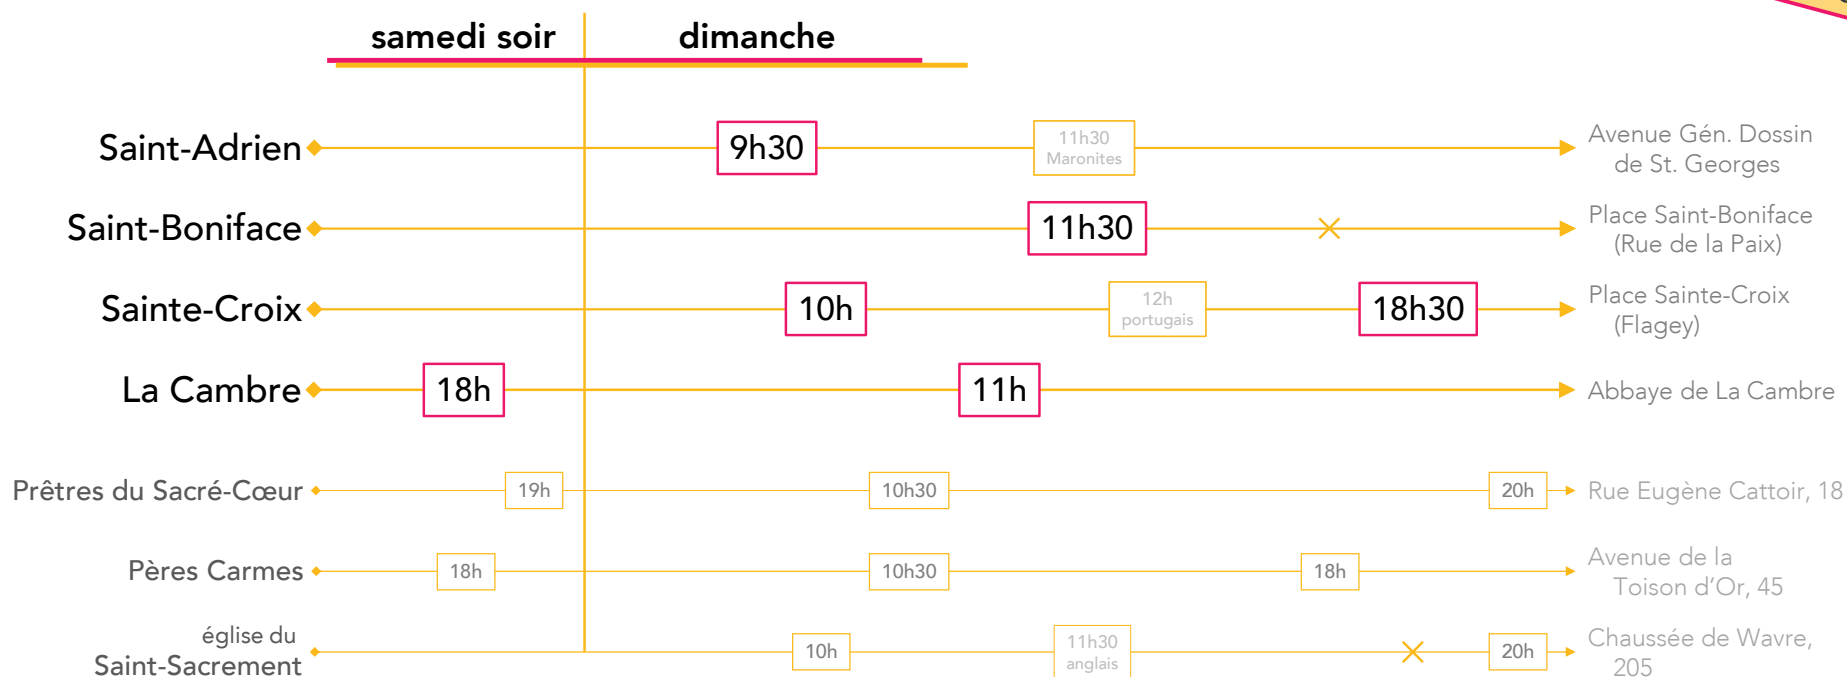 samedi soir dimanche
Saint-Adrien 9h30 11h30 Avenue Gén. Dossin
Maronites de St. Georges
Saint-Boniface 11h30 Place Saint-Boniface
(Rue de la Paix)
Sainte-Croix 10h 12h 18h30 Place Sainte-Croix
portugais (Flagey)
La Cambre 18h 11h Abbaye de La Cambre
Prêtres du Sacré-Cœur 19h 10h30 20h Rue Eugène Cattoir, 18
Pères Carmes 18h 10h30 18h Avenue de la
Toison d'Or, 45
église du 10h 11h30 20h Chaussée de Wavre,
Saint-Sacrement anglais 205